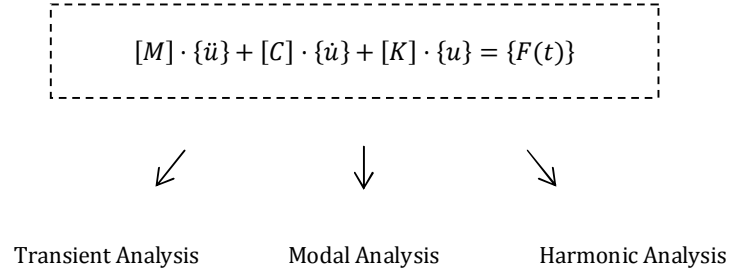 [M] · {ü} + [C] · {u̇} + [K] · {u} = {F(t)}
Transient Analysis Modal Analysis Harmonic Analysis